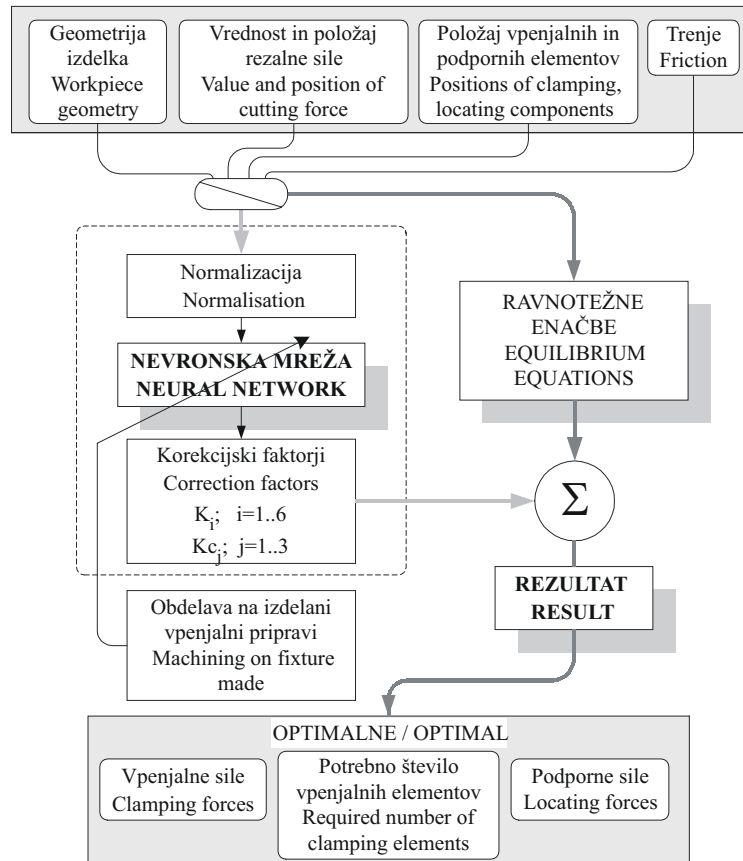 Geometrija
izdelka
Workpiece
geometry
Vrednost in položaj
rezalne sile
Value and position of
cutting force
Položaj vpenjalnih in
podpornih elementov
Positions of clamping,
locating components
Trenje
Friction
Normalizacija
Normalisation
NEVRONSKA MREŽA
NEURAL NETWORK
Korekcijski faktorji
Correction factors
K_i; i=1..6
Kc_j; j=1..3
Obdelava na izdelani
vpenjalni pripravi
Machining on fixture
made
RAVNOTEŽNE
ENAČBE
EQUILIBRIUM
EQUATIONS
Σ
REZULTAT
RESULT
OPTIMALNE / OPTIMAL
Vpenjalne sile
Clamping forces
Potrebno število
vpenjalnih elementov
Required number of
clamping elements
Podporne sile
Locating forces